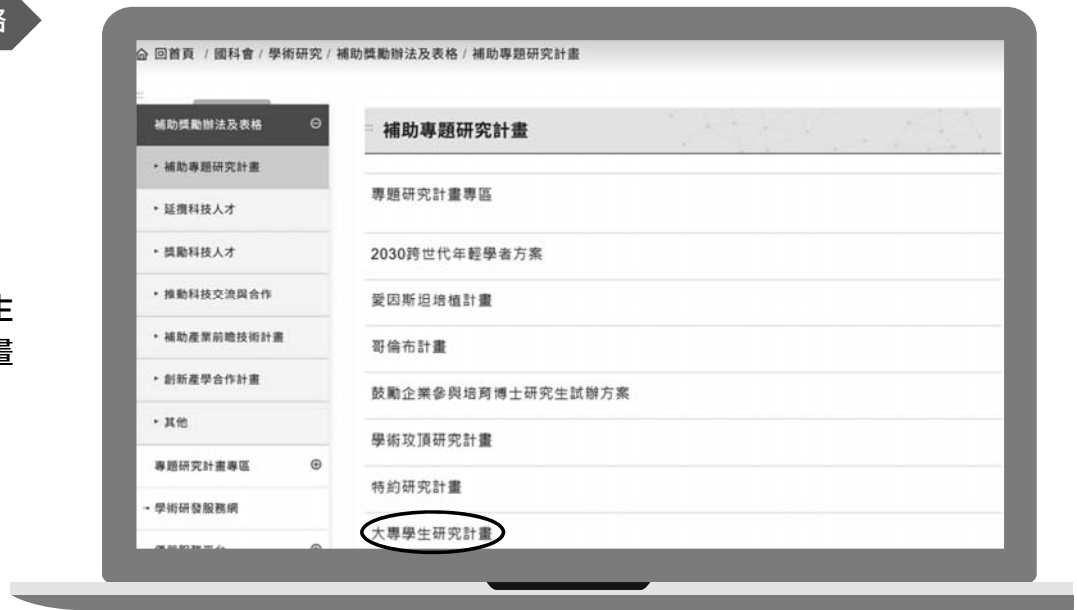 格
生
畫
回首頁 / 國科會 / 學術研究 / 補助獎勵辦法及表格 / 補助專題研究計畫
補助獎勵辦法及表格
補助專題研究計畫
延攬科技人才
獎勵科技人才
推動科技交流與合作
補助產業前瞻技術計畫
創新產學合作計畫
其他
專題研究計畫專區
學術研發服務網
補助專題研究計畫
專題研究計畫專區
2030跨世代年輕學者方案
愛因斯坦培植計畫
哥倫布計畫
鼓勵企業參與培育博士研究生試辦方案
學術攻頂研究計畫
特約研究計畫
大專學生研究計畫